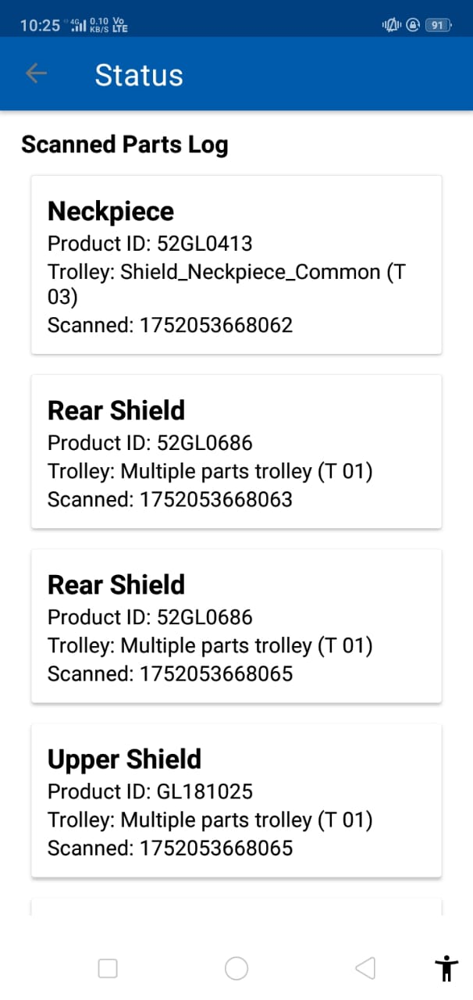 10:25 4G 0.10 KB/S Vo LTE 91
Status
Scanned Parts Log
Neckpiece
Product ID: 52GL0413
Trolley: Shield_Neckpiece_Common (T
03)
Scanned: 1752053668062
Rear Shield
Product ID: 52GL0686
Trolley: Multiple parts trolley (T 01)
Scanned: 1752053668063
Rear Shield
Product ID: 52GL0686
Trolley: Multiple parts trolley (T 01)
Scanned: 1752053668065
Upper Shield
Product ID: GL181025
Trolley: Multiple parts trolley (T 01)
Scanned: 1752053668065